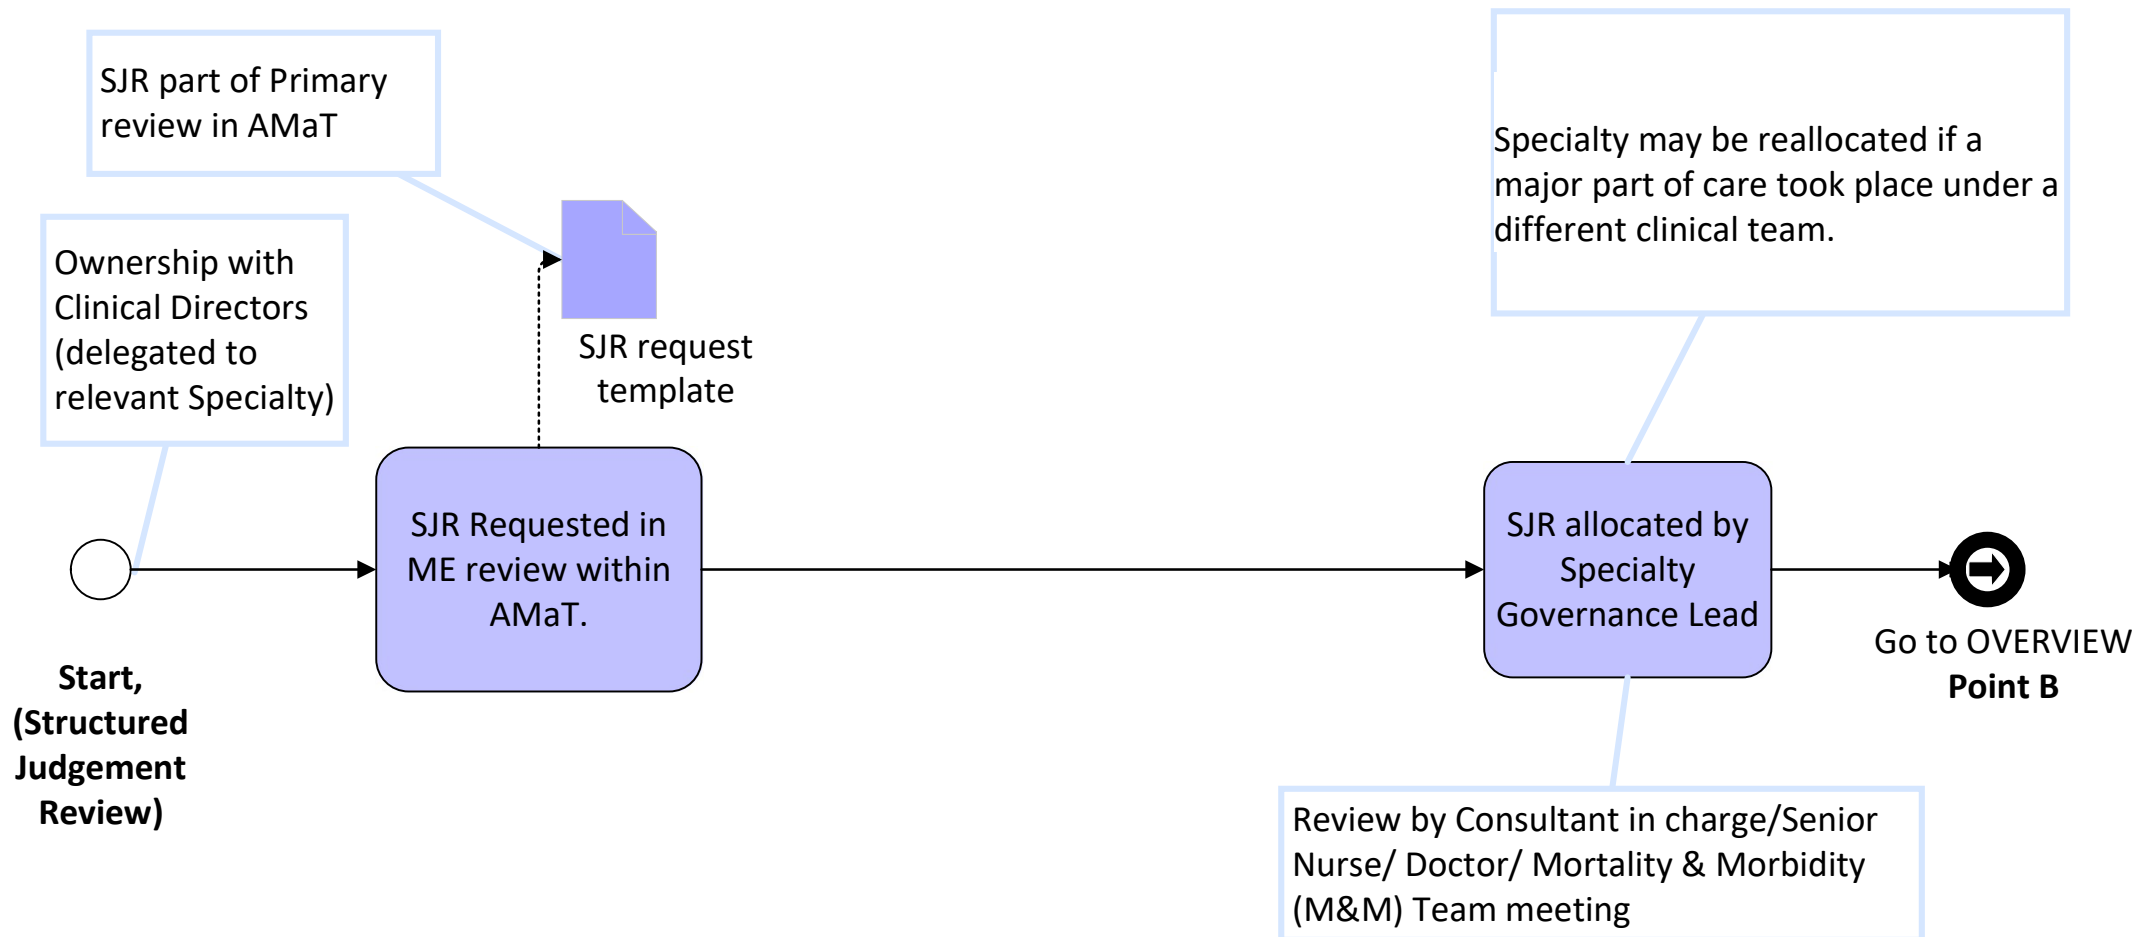 SJR part of Primary
review in AMaT
Ownership with
Clinical Directors
(delegated to
relevant Specialty)
SJR request
template
Specialty may be reallocated if a
major part of care took place under a
different clinical team.
Start,
(Structured
Judgement
Review)
SJR Requested in
ME review within
AMaT.
SJR allocated by
Specialty
Governance Lead
Go to OVERVIEW
Point B
Review by Consultant in charge/Senior
Nurse/ Doctor/ Mortality & Morbidity
(M&M) Team meeting